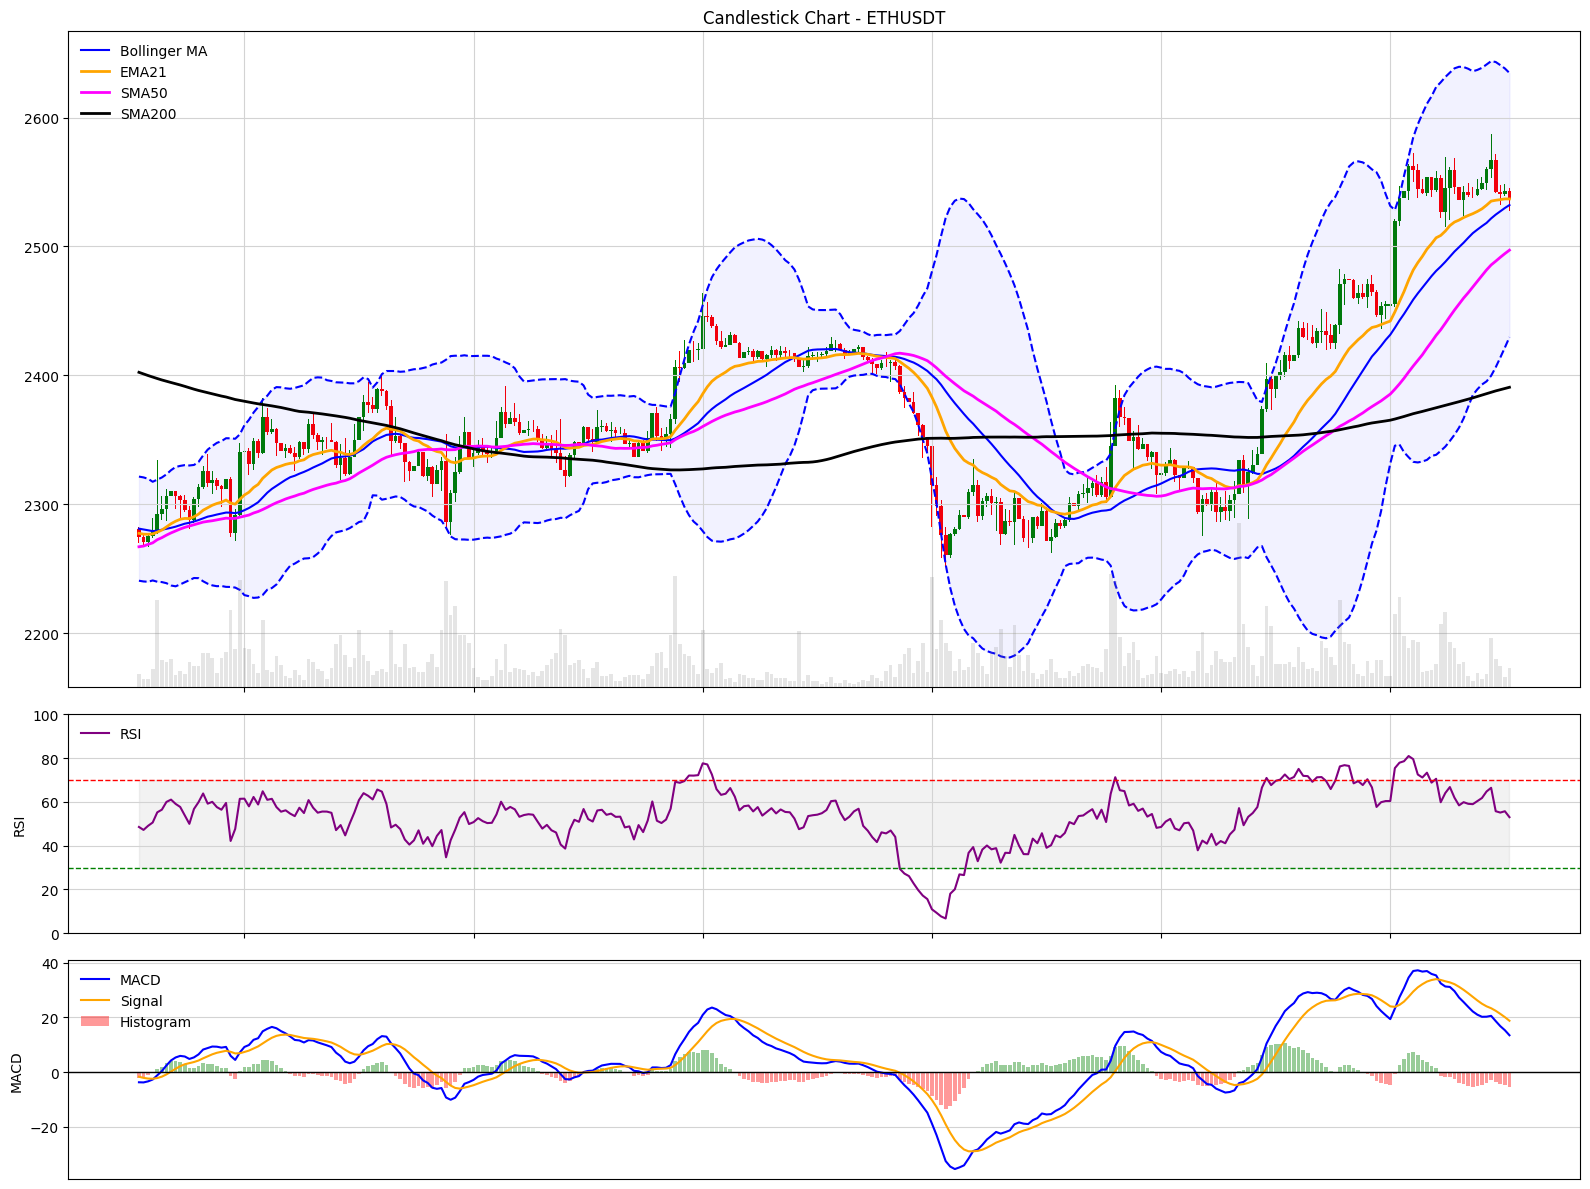 Candlestick Chart - ETHUSDT
Bollinger MA
EMA21
SMA50
SMA200
2600
2500
2400
2300
2200
100
80
60
40
20
0
RSI
RSI
40
20
0
−20
MACD
MACD
Signal
Histogram